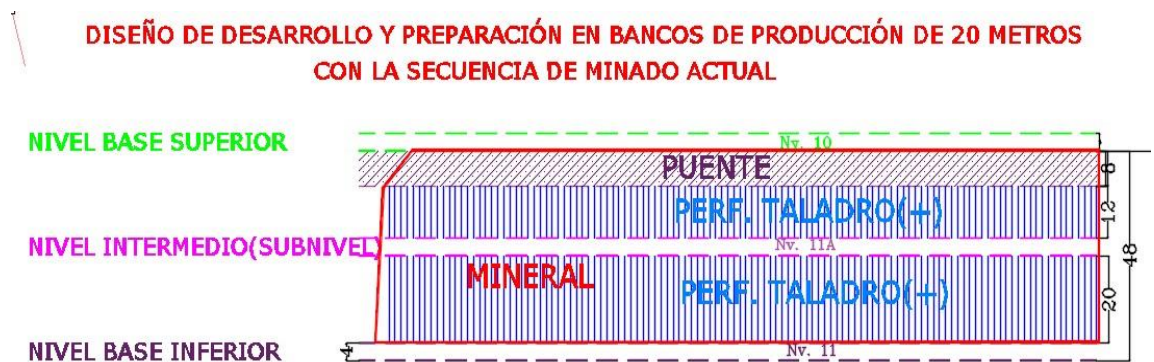 DISEÑO DE DESARROLLO Y PREPARACIÓN EN BANCOS DE PRODUCCIÓN DE 20 METROS
CON LA SECUENCIA DE MINADO ACTUAL
NIVEL BASE SUPERIOR
Nv. 10
PUENTE
8
PERF. TALADRO(+)
12
NIVEL INTERMEDIO(SUBNIVEL)
Nv. 11A
48
MINERAL
PERF. TALADRO(+)
20
NIVEL BASE INFERIOR
4
Nv. 11